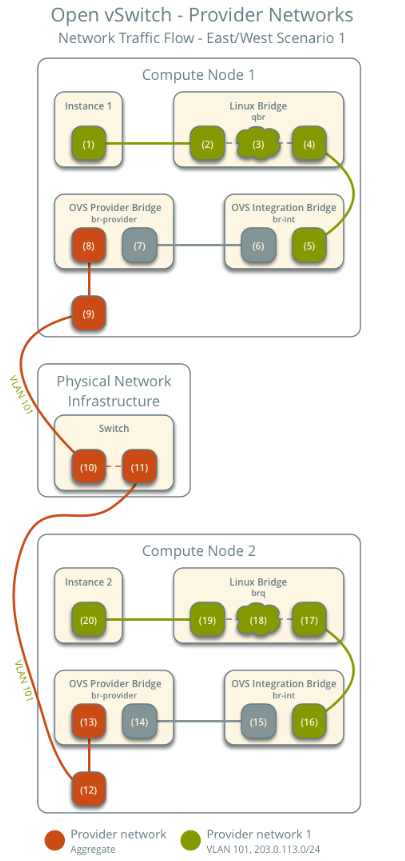 Open vSwitch - Provider Networks
Network Traffic Flow - East/West Scenario 1
Compute Node 1
Instance 1
Linux Bridge
qbr
(1)
(2)
(3)
(4)
OVS Provider Bridge
br-provider
OVS Integration Bridge
br-int
(8)
(7)
(6)
(5)
(9)
VLAN 101
Physical Network
Infrastructure
Switch
(10)
(11)
Compute Node 2
Instance 2
Linux Bridge
brq
(20)
(19)
(18)
(17)
VLAN 101
OVS Provider Bridge
br-provider
OVS Integration Bridge
br-int
(13)
(14)
(15)
(16)
(12)
Provider network
Aggregate
Provider network 1
VLAN 101, 203.0.113.0/24